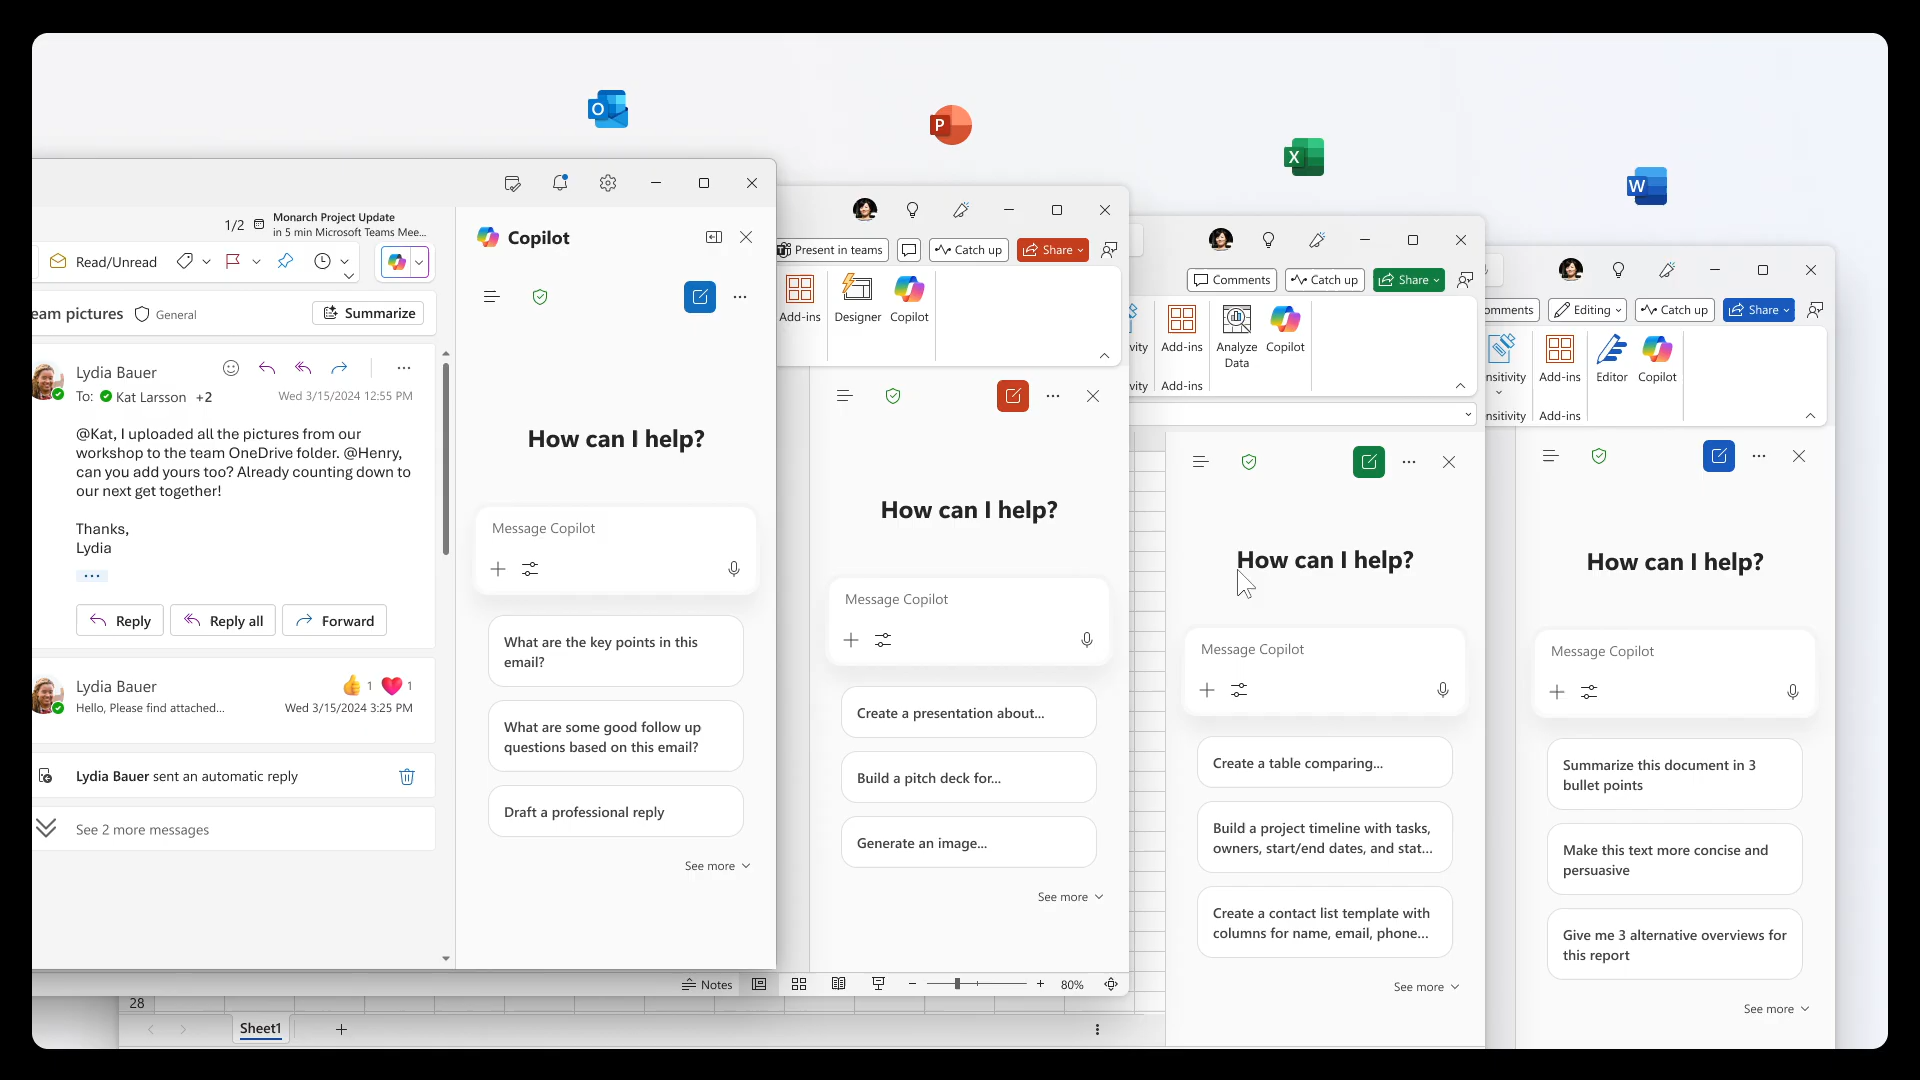 O
P
X
W
1/2
Monarch Project Update
in 5 min Microsoft Teams Mee...
Read/Unread
eam pictures
General
Summarize
Lydia Bauer
To: Kat Larsson +2
Wed 3/15/2024 12:55 PM
@Kat, I uploaded all the pictures from our
workshop to the team OneDrive folder. @Henry,
can you add yours too? Already counting down to
our next get together!
Thanks,
Lydia
...
Reply
Reply all
Forward
Lydia Bauer
1
1
Hello, Please find attached...
Wed 3/15/2024 3:25 PM
Lydia Bauer sent an automatic reply
See 2 more messages
Copilot
How can I help?
Message Copilot
What are the key points in this
email?
What are some good follow up
questions based on this email?
Draft a professional reply
See more
Present in teams
Catch up
Share
Add-ins
Designer
Copilot
How can I help?
Message Copilot
Create a presentation about...
Build a pitch deck for...
Generate an image...
See more
Notes
80%
28
Sheet1
Comments
Catch up
Share
vity
Add-ins
Analyze
Data
Copilot
vity
Add-ins
How can I help?
Message Copilot
Create a table comparing...
Build a project timeline with tasks,
owners, start/end dates, and stat...
Create a contact list template with
columns for name, email, phone...
See more
omments
Editing
Catch up
Share
nsitivity
Add-ins
Editor
Copilot
nsitivity
Add-ins
How can I help?
Message Copilot
Summarize this document in 3
bullet points
Make this text more concise and
persuasive
Give me 3 alternative overviews for
this report
See more